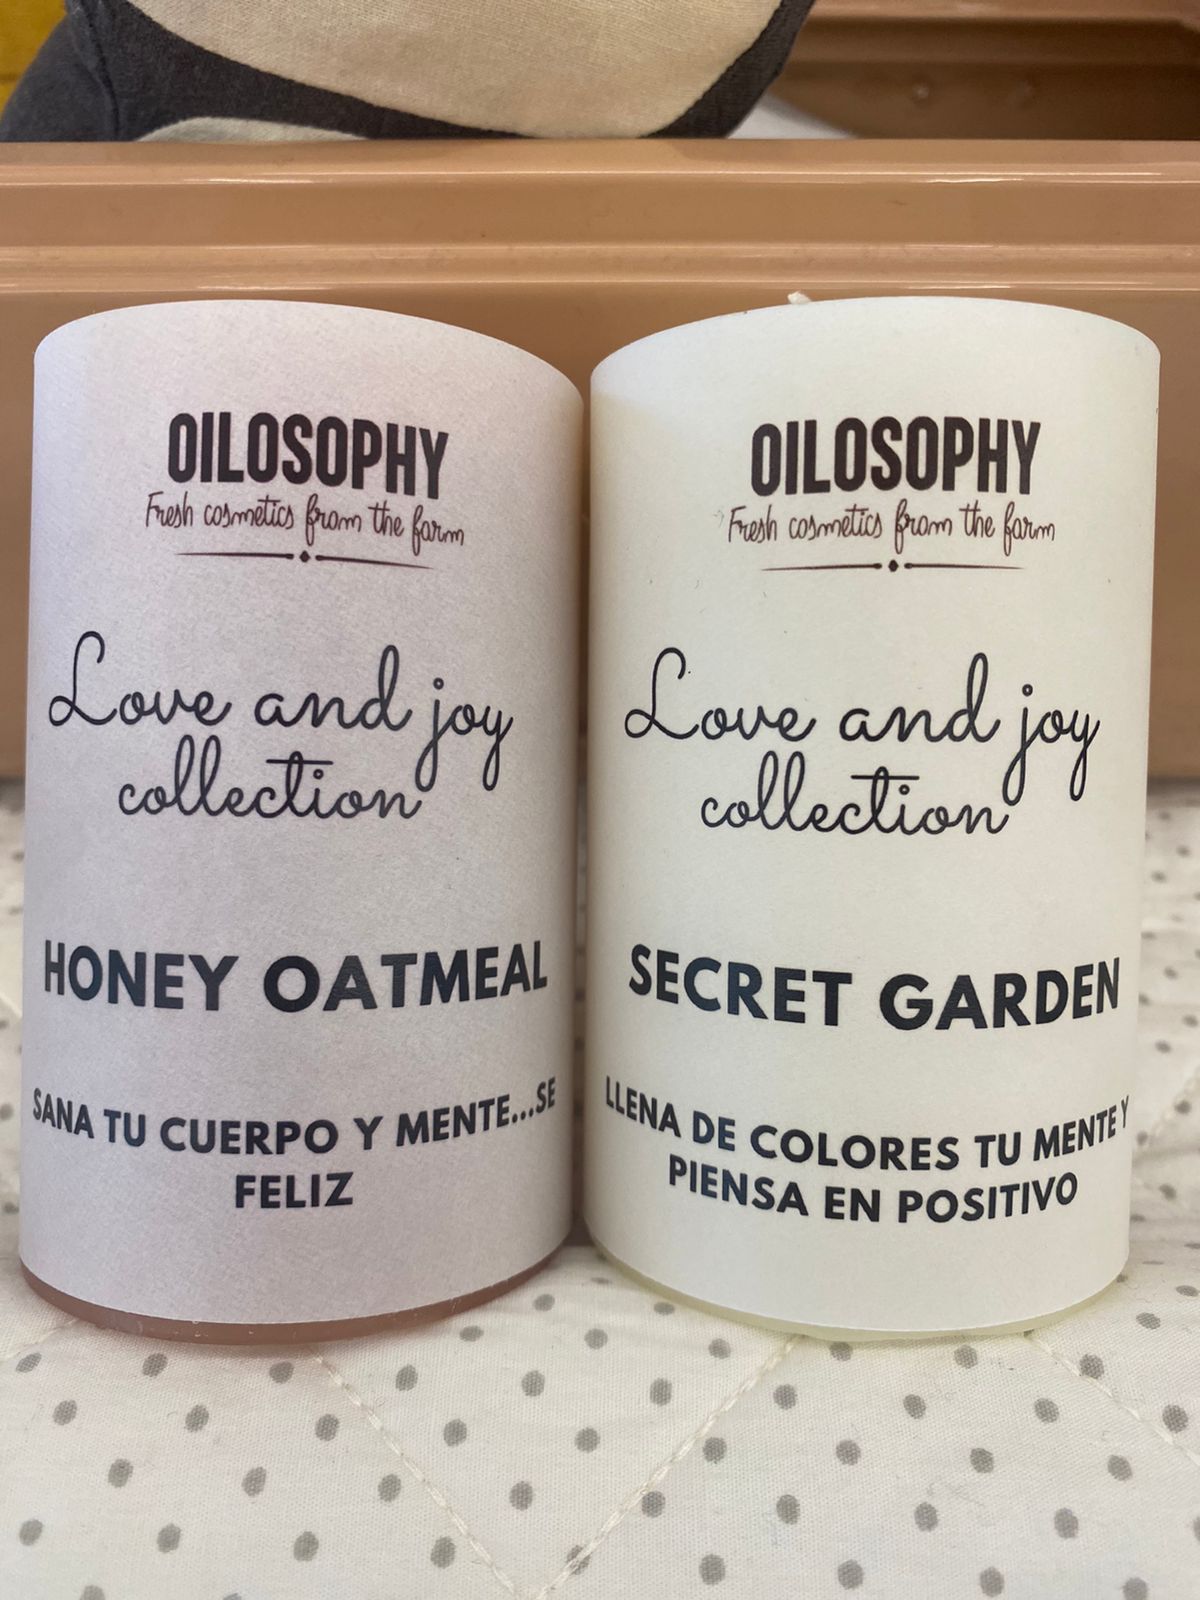 OILOSOPHY
Fresh cosmetics from the farm
Love and joy
collection
HONEY OATMEAL
SANA TU CUERPO Y MENTE...SE
FELIZ
OILOSOPHY
Fresh cosmetics from the farm
Love and joy
collection
SECRET GARDEN
LLENA DE COLORES TU MENTE Y
PIENSA EN POSITIVO